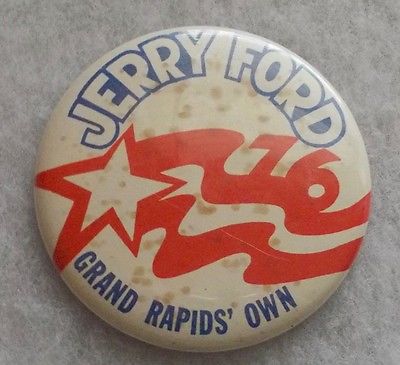 JERRY FORD
'76
GRAND RAPIDS' OWN